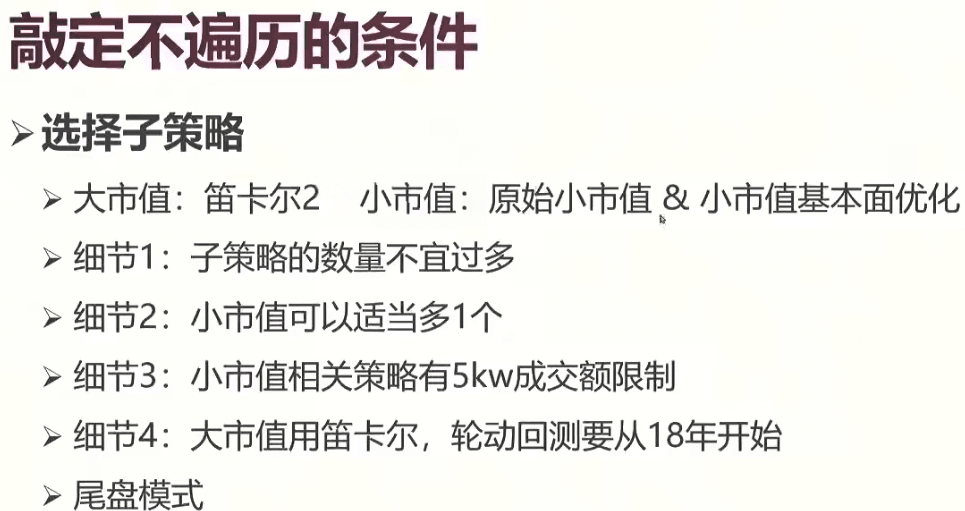 敲定不遍历的条件
选择子策略
大市值：笛卡尔2 小市值：原始小市值 & 小市值基本面优化
细节1：子策略的数量不宜过多
细节2：小市值可以适当多1个
细节3：小市值相关策略有5kw成交额限制
细节4：大市值用笛卡尔，轮动回测要从18年开始
尾盘模式